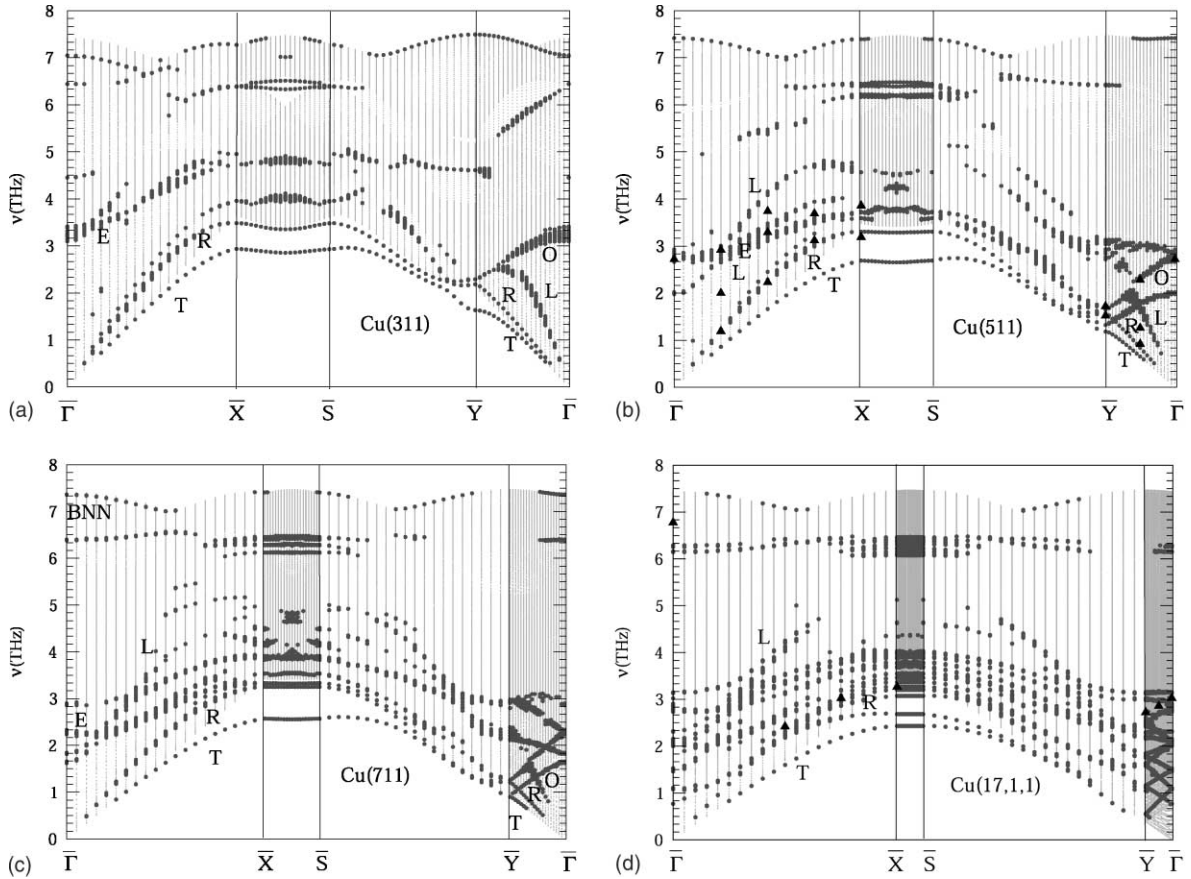 8
7
6
5
4
3
2
1
0
ν(THz)
E
R
T
R
O
L
T
Cu(311)
(a)
Γ̅
X̅
S̅
Y̅
Γ̅
8
7
6
5
4
3
2
1
0
ν(THz)
L
E
L
R
T
O
L
R
T
Cu(511)
(b)
Γ̅
X̅
S̅
Y̅
Γ̅
8
7
6
5
4
3
2
1
0
ν(THz)
BNN
L
E
R
T
O
R
T
Cu(711)
(c)
Γ̅
X̅
S̅
Y̅
Γ̅
8
7
6
5
4
3
2
1
0
ν(THz)
L
R
T
Cu(17,1,1)
(d)
Γ̅
X̅
S̅
Y̅
Γ̅